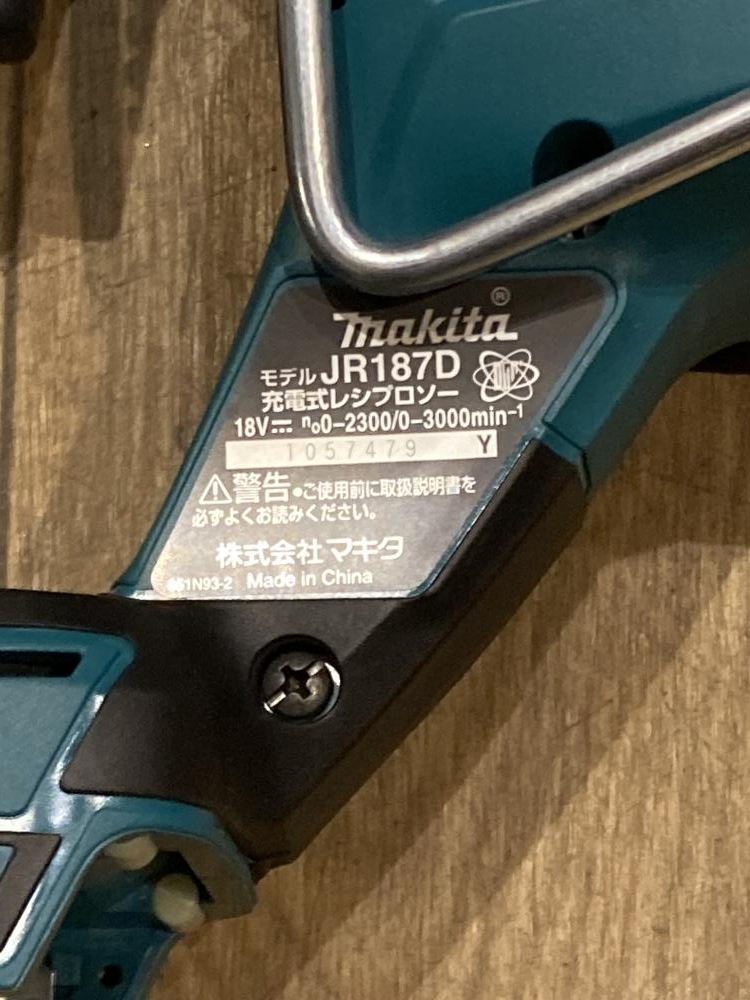 makita®
モデル JR187D
充電式レシプロソー
18V⎓ n₀0-2300/0-3000min⁻¹
1057479 Y
⚠警告・ご使用前に取扱説明書を
必ずよくお読みください。
株式会社マキタ
Made in China